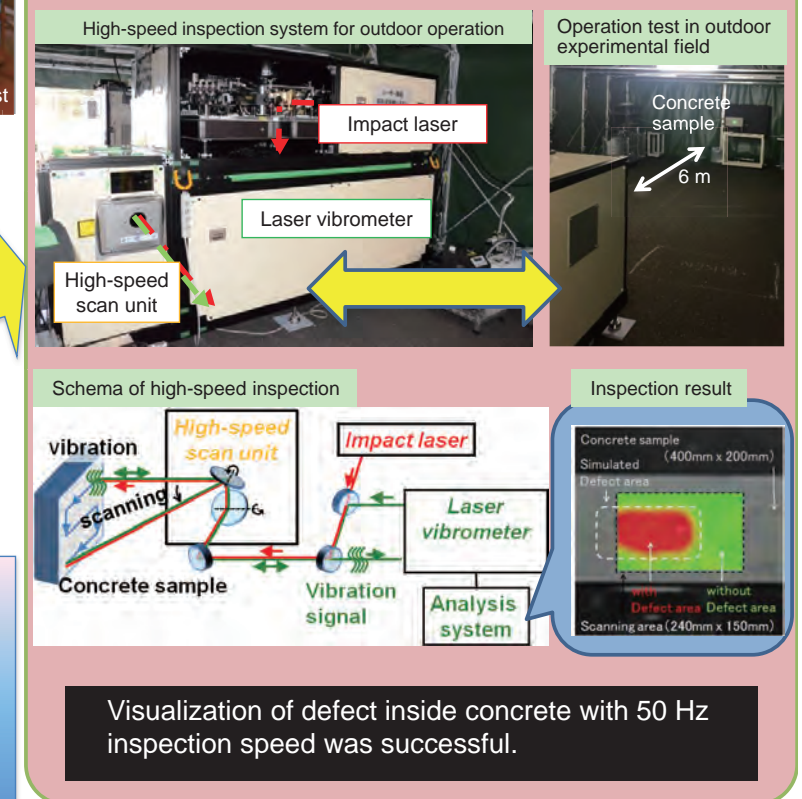 High-speed inspection system for outdoor operation
Operation test in outdoor
experimental field
st
Impact laser
Laser vibrometer
High-speed
scan unit
Concrete
sample
6 m
Schema of high-speed inspection
Inspection result
vibration
High-speed
scan unit
Impact laser
scanning
Laser
vibrometer
Concrete sample
Vibration
signal
Analysis
system
Concrete sample
(400mm x 200mm)
Simulated
Defect area
with
Defect area
without
Defect area
Scanning area (240mm x 150mm)
Visualization of defect inside concrete with 50 Hz
inspection speed was successful.